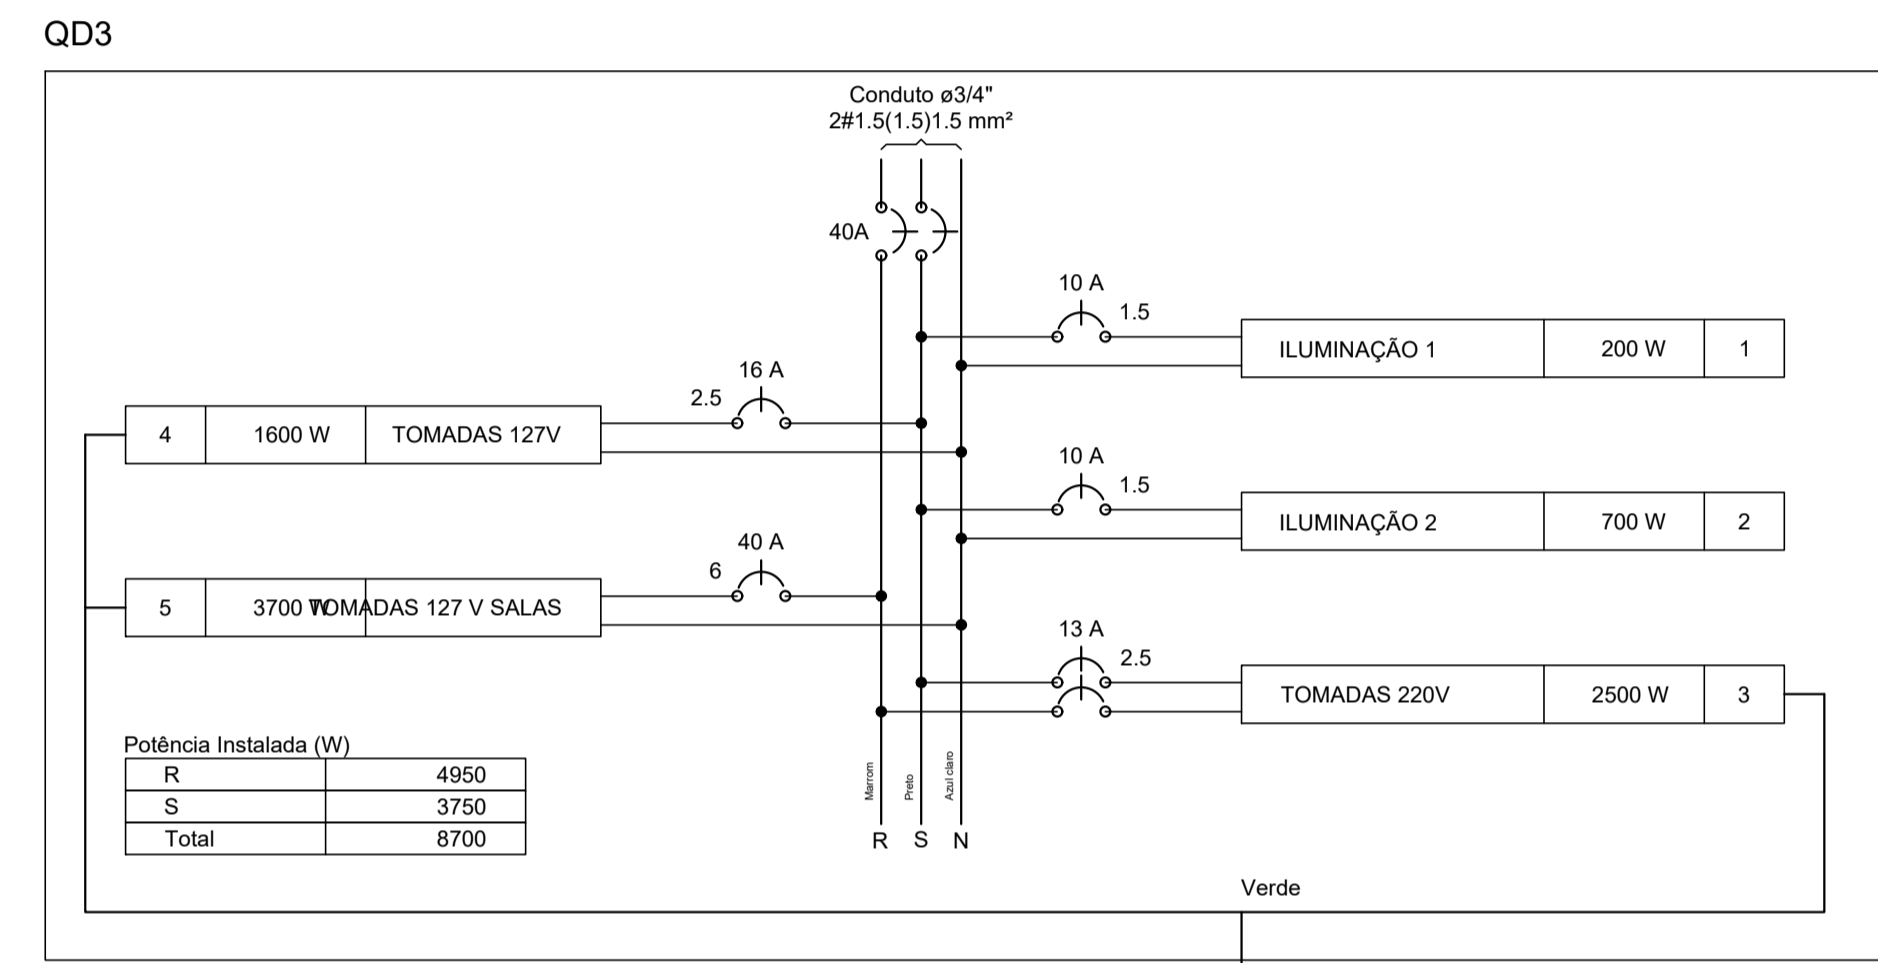 QD3
Conduto ø3/4"
2#1.5(1.5)1.5 mm²
40A
10 A
1.5
ILUMINAÇÃO 1 200 W 1
16 A
2.5
4 1600 W TOMADAS 127V
10 A
1.5
ILUMINAÇÃO 2 700 W 2
40 A
6
5 3700 W TOMADAS 127 V SALAS
13 A
2.5
TOMADAS 220V 2500 W 3
Potência Instalada (W)
R 4950
S 3750
Total 8700
Marrom
Preto
Azul claro
R S N
Verde